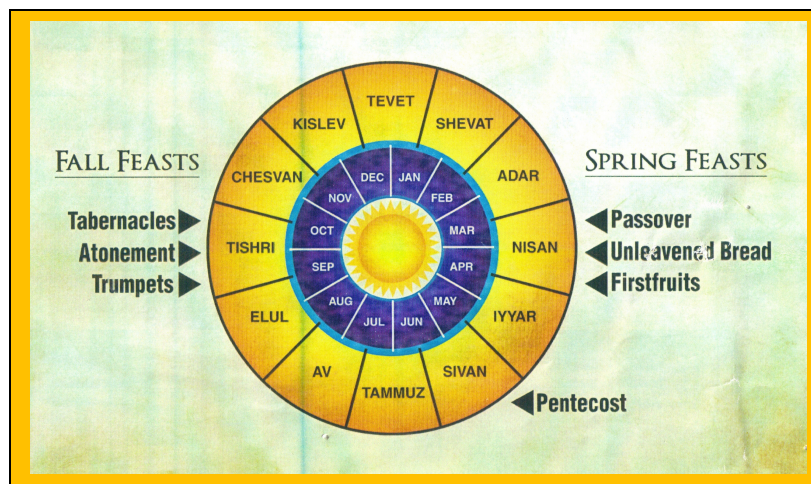 FALL FEASTS
Tabernacles
Atonement
Trumpets
TEVET
SHEVAT
ADAR
NISAN
IYYAR
SIVAN
TAMMUZ
AV
ELUL
TISHRI
CHESVAN
KISLEV
JAN
FEB
MAR
APR
MAY
JUN
JUL
AUG
SEP
OCT
NOV
DEC
SPRING FEASTS
Passover
Unleavened Bread
Firstfruits
Pentecost